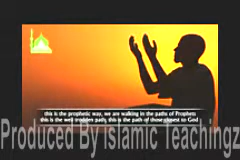 this is the prophetic way, we are walking in the paths of Prophets
this is the well trodden path, this is the path of those closest to God
Produced By Islamic Teachingz